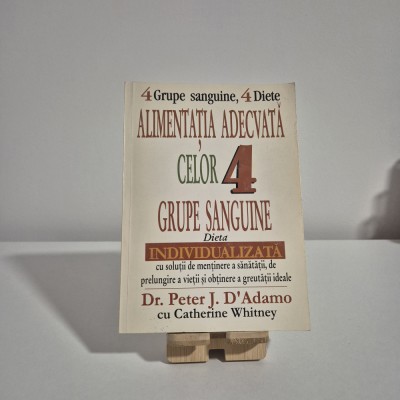 4 Grupe sanguine, 4 Diete
ALIMENTAȚIA ADECVATĂ
CELOR 4
GRUPE SANGUINE
Dieta
INDIVIDUALIZATĂ
cu soluții de menținere a sănătății, de
prelungire a vieții și obținere a greutății ideale
Dr. Peter J. D'Adamo
cu Catherine Whitney